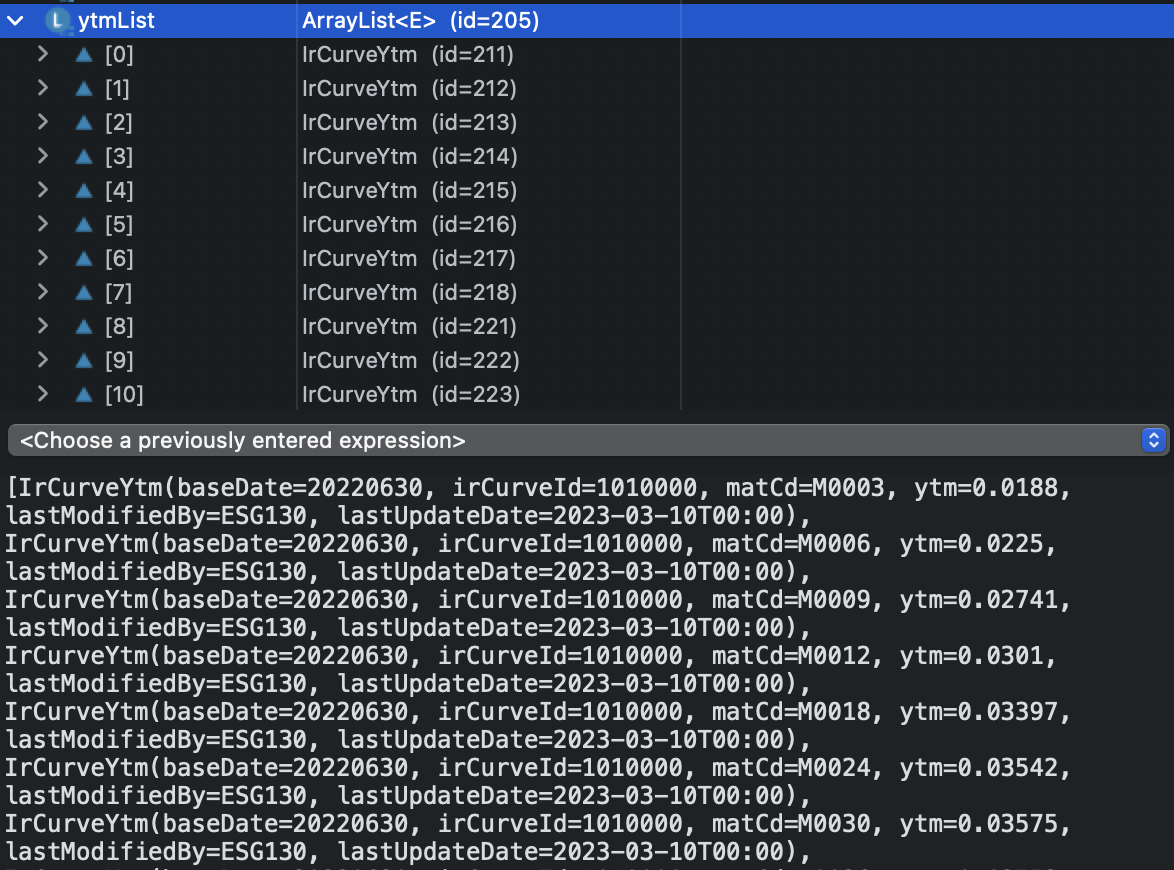 ytmList ArrayList<E> (id=205)
[0] IrCurveYtm (id=211)
[1] IrCurveYtm (id=212)
[2] IrCurveYtm (id=213)
[3] IrCurveYtm (id=214)
[4] IrCurveYtm (id=215)
[5] IrCurveYtm (id=216)
[6] IrCurveYtm (id=217)
[7] IrCurveYtm (id=218)
[8] IrCurveYtm (id=221)
[9] IrCurveYtm (id=222)
[10] IrCurveYtm (id=223)
<Choose a previously entered expression>
[IrCurveYtm(baseDate=20220630, irCurveId=1010000, matCd=M0003, ytm=0.0188,
lastModifiedBy=ESG130, lastUpdateDate=2023-03-10T00:00),
IrCurveYtm(baseDate=20220630, irCurveId=1010000, matCd=M0006, ytm=0.0225,
lastModifiedBy=ESG130, lastUpdateDate=2023-03-10T00:00),
IrCurveYtm(baseDate=20220630, irCurveId=1010000, matCd=M0009, ytm=0.02741,
lastModifiedBy=ESG130, lastUpdateDate=2023-03-10T00:00),
IrCurveYtm(baseDate=20220630, irCurveId=1010000, matCd=M0012, ytm=0.0301,
lastModifiedBy=ESG130, lastUpdateDate=2023-03-10T00:00),
IrCurveYtm(baseDate=20220630, irCurveId=1010000, matCd=M0018, ytm=0.03397,
lastModifiedBy=ESG130, lastUpdateDate=2023-03-10T00:00),
IrCurveYtm(baseDate=20220630, irCurveId=1010000, matCd=M0024, ytm=0.03542,
lastModifiedBy=ESG130, lastUpdateDate=2023-03-10T00:00),
IrCurveYtm(baseDate=20220630, irCurveId=1010000, matCd=M0030, ytm=0.03575,
lastModifiedBy=ESG130, lastUpdateDate=2023-03-10T00:00),